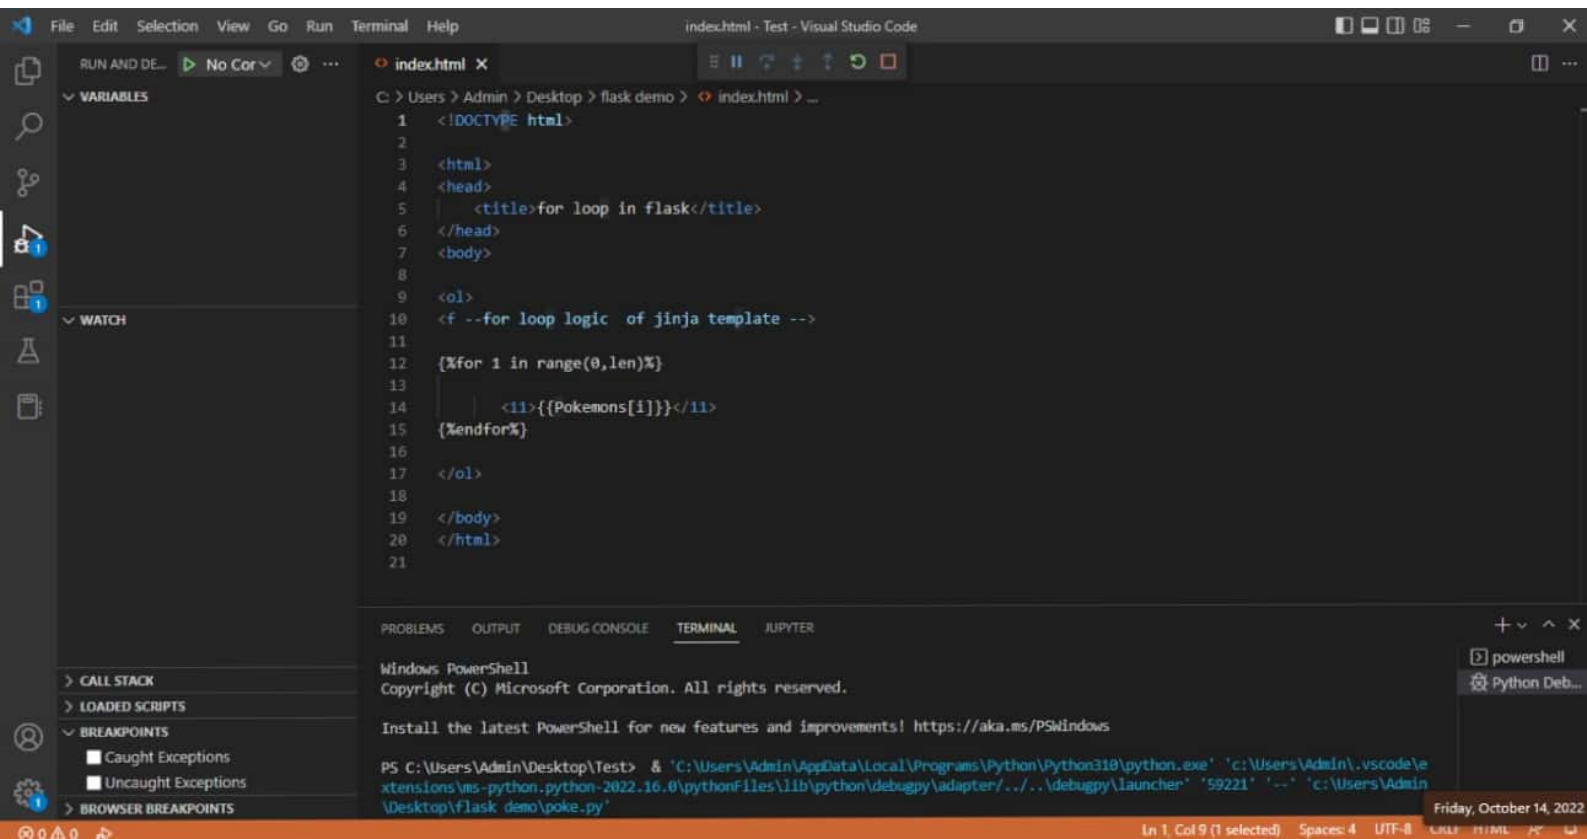 File Edit Selection View Go Run Terminal Help
index.html - Test - Visual Studio Code
RUN AND DE... No Cor
index.html
VARIABLES
C: > Users > Admin > Desktop > flask demo > index.html > ...
1 <!DOCTYPE html>
2
3 <html>
4 <head>
5 <title>for loop in flask</title>
6 </head>
7 <body>
8
9 <ol>
10 <f --for loop logic of jinja template -->
11
12 {%for 1 in range(0,len)%}
13
14 <11>{{Pokemons[i]}}</11>
15 {%endfor%}
16
17 </ol>
18
19 </body>
20 </html>
21
WATCH
CALL STACK
LOADED SCRIPTS
BREAKPOINTS
Caught Exceptions
Uncaught Exceptions
BROWSER BREAKPOINTS
PROBLEMS OUTPUT DEBUG CONSOLE TERMINAL JUPYTER
powershell
Python Deb...
Windows PowerShell
Copyright (C) Microsoft Corporation. All rights reserved.
Install the latest PowerShell for new features and improvements! https://aka.ms/PSWindows
PS C:\Users\Admin\Desktop\Test> & 'C:\Users\Admin\AppData\Local\Programs\Python\Python310\python.exe' 'c:\Users\Admin\.vscode\e
xtensions\ms-python.python-2022.16.0\pythonFiles\lib\python\debugpy\adapter/../..\debugpy\launcher' '59221' '--' 'c:\Users\Admin
\Desktop\flask demo\poke.py'
Friday, October 14, 2022
0 0
Ln 1, Col 9 (1 selected) Spaces: 4 UTF-8 CRLF HTML
1
1
1